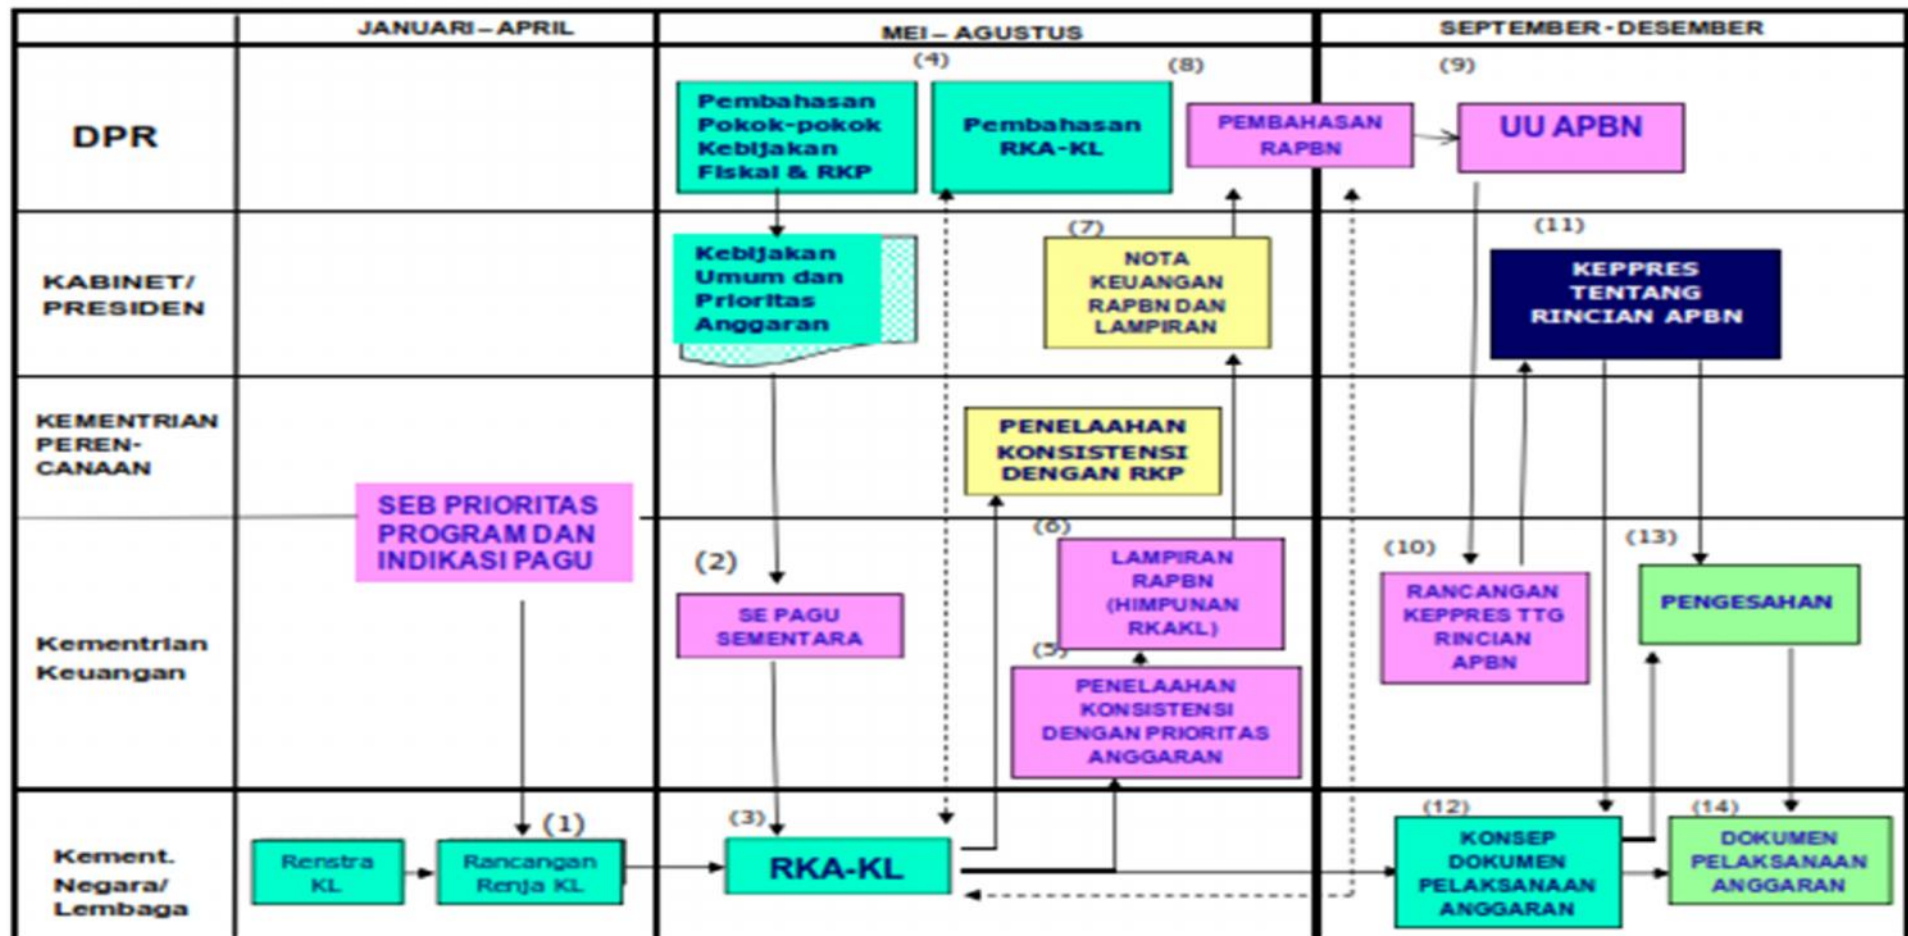 JANUARI – APRIL
MEI – AGUSTUS
SEPTEMBER - DESEMBER
DPR
(4)
Pembahasan
Pokok-pokok
Kebijakan
Fiskal & RKP
Pembahasan
RKA-KL
(8)
PEMBAHASAN
RAPBN
(9)
UU APBN
KABINET/
PRESIDEN
Kebijakan
Umum dan
Prioritas
Anggaran
(7)
NOTA
KEUANGAN
RAPBN DAN
LAMPIRAN
(11)
KEPPRES
TENTANG
RINCIAN APBN
KEMENTRIAN
PEREN-
CANAAN
PENELAAHAN
KONSISTENSI
DENGAN RKP
SEB PRIORITAS
PROGRAM DAN
INDIKASI PAGU
Kementrian
Keuangan
(2)
SE PAGU
SEMENTARA
(6)
LAMPIRAN
RAPBN
(HIMPUNAN
RKAKL)
(5)
PENELAAHAN
KONSISTENSI
DENGAN PRIORITAS
ANGGARAN
(10)
RANCANGAN
KEPPRES TTG
RINCIAN
APBN
(13)
PENGESAHAN
Kement.
Negara/
Lembaga
Renstra
KL
(1)
Rancangan
Renja KL
(3)
RKA-KL
(12)
KONSEP
DOKUMEN
PELAKSANAAN
ANGGARAN
(14)
DOKUMEN
PELAKSANAAN
ANGGARAN